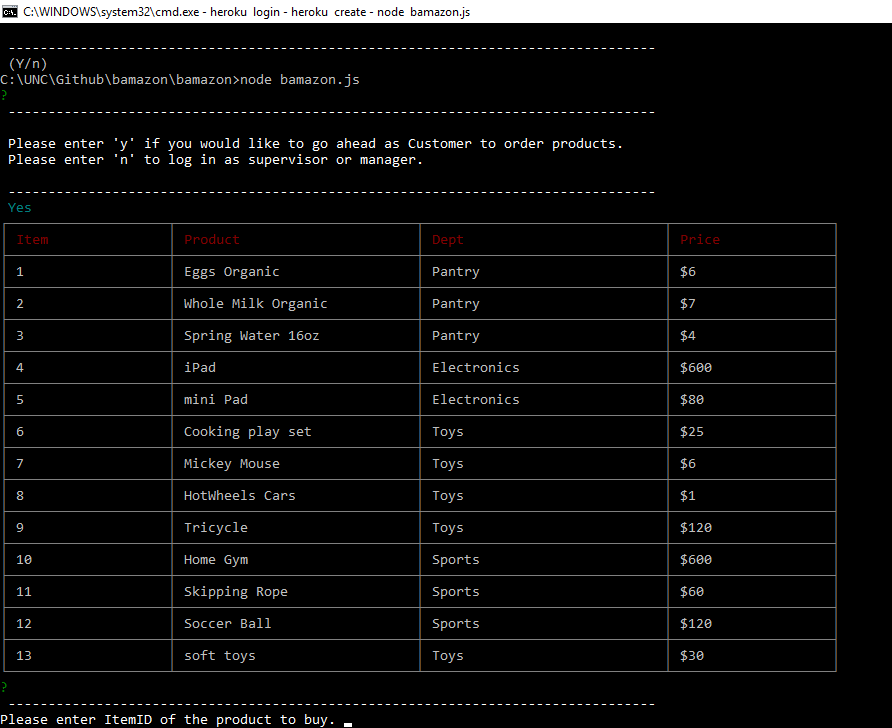 C:\WINDOWS\system32\cmd.exe - heroku login - heroku create - node bamazon.js
---------------------------------------------------------------------------------
(Y/n)
C:\UNC\Github\bamazon\bamazon>node bamazon.js
?
---------------------------------------------------------------------------------
Please enter 'y' if you would like to go ahead as Customer to order products.
Please enter 'n' to log in as supervisor or manager.
---------------------------------------------------------------------------------
Yes
Item Product Dept Price
1 Eggs Organic Pantry $6
2 Whole Milk Organic Pantry $7
3 Spring Water 16oz Pantry $4
4 iPad Electronics $600
5 mini Pad Electronics $80
6 Cooking play set Toys $25
7 Mickey Mouse Toys $6
8 HotWheels Cars Toys $1
9 Tricycle Toys $120
10 Home Gym Sports $600
11 Skipping Rope Sports $60
12 Soccer Ball Sports $120
13 soft toys Toys $30
?
---------------------------------------------------------------------------------
Please enter ItemID of the product to buy.